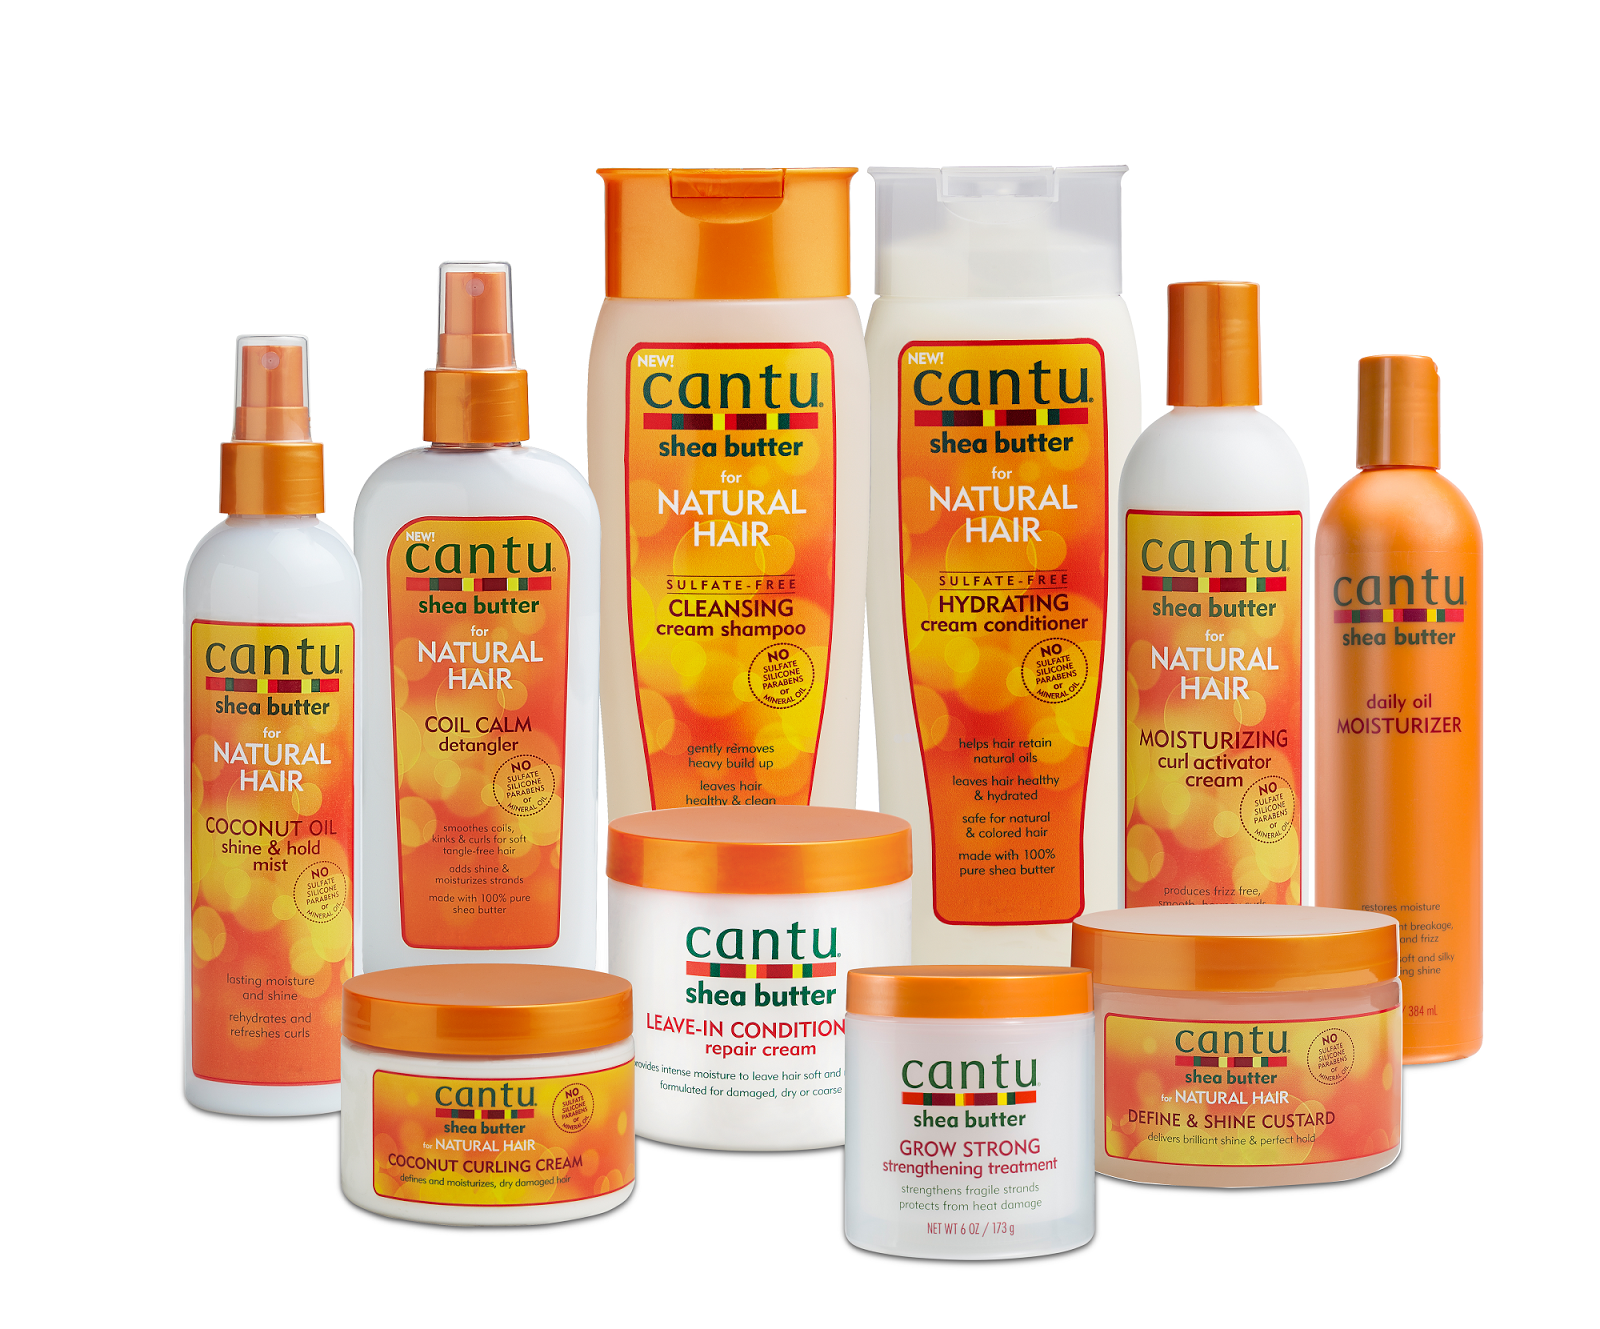 cantu
shea butter
for
NATURAL
HAIR
COCONUT OIL
shine & hold
mist
NO
SULFATE
SILICONE
PARABENS
or
MINERAL OIL
lasting moisture
and shine
rehydrates and
refreshes curls
NEW!
cantu
shea butter
for
NATURAL
HAIR
COIL CALM
detangler
NO
SULFATE
SILICONE
PARABENS
or
MINERAL OIL
smoothes coils,
kinks & curls for soft
tangle-free hair
adds shine &
moisturizes strands
made with 100% pure
shea butter
NEW!
cantu
shea butter
for
NATURAL
HAIR
SULFATE-FREE
CLEANSING
cream shampoo
NO
SULFATE
SILICONE
PARABENS
or
MINERAL OIL
gently removes
heavy build up
leaves hair
healthy & clean
NEW!
cantu
shea butter
for
NATURAL
HAIR
SULFATE-FREE
HYDRATING
cream conditioner
NO
SULFATE
SILICONE
PARABENS
or
MINERAL OIL
helps hair retain
natural oils
leaves hair healthy
& hydrated
safe for natural
& colored hair
made with 100%
pure shea butter
cantu
shea butter
for
NATURAL
HAIR
MOISTURIZING
curl activator
cream
NO
SULFATE
SILICONE
PARABENS
or
MINERAL OIL
produces frizz free,
cantu
shea butter
daily oil
MOISTURIZER
restores moisture
breakage,
and frizz
soft and silky
shine
384 mL
cantu
shea butter
for NATURAL HAIR
COCONUT CURLING CREAM
defines and moisturizes, dry damaged hair
NO
SULFATE
SILICONE
PARABENS
or
MINERAL OIL
cantu
shea butter
LEAVE-IN CONDITION
repair cream
intense moisture to leave hair soft and
formulated for damaged, dry or coarse
cantu
shea butter
GROW STRONG
strengthening treatment
strengthens fragile strands
protects from heat damage
NET WT 6 OZ / 173 g
cantu
shea butter
for NATURAL HAIR
DEFINE & SHINE CUSTARD
delivers brilliant shine & perfect hold
NO
SULFATE
SILICONE
PARABENS
or
MINERAL OIL